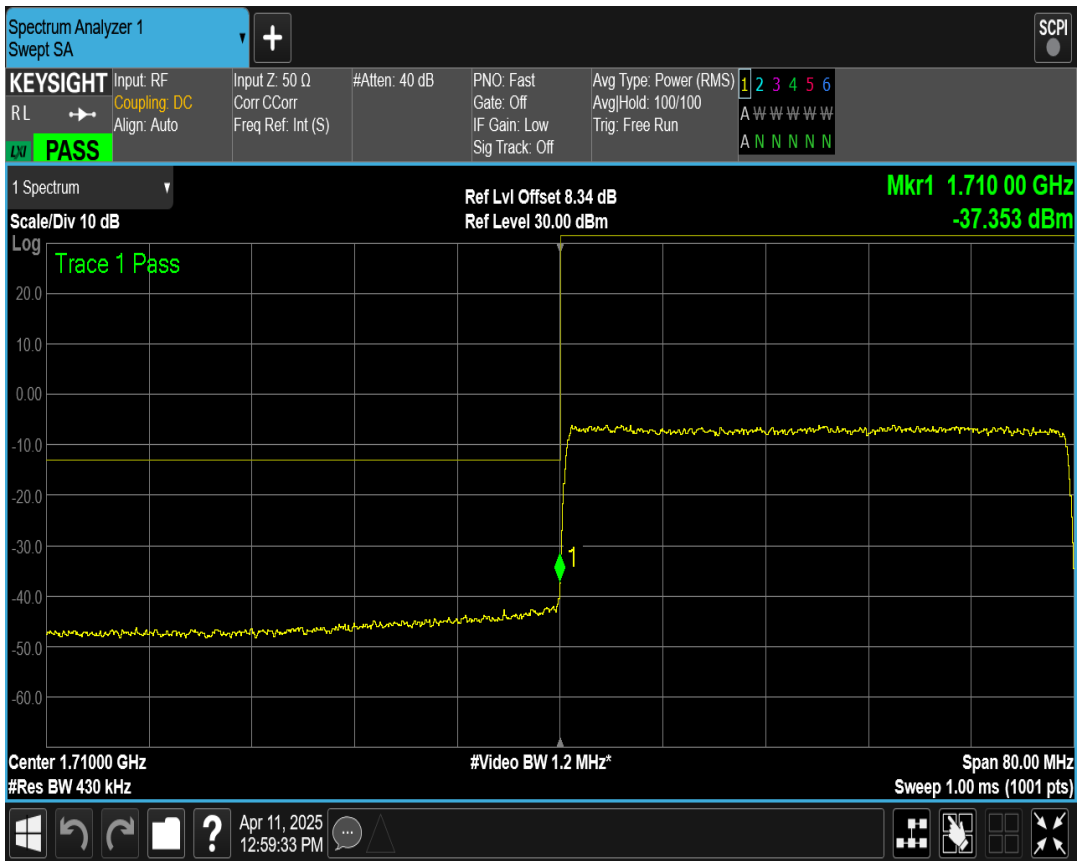 Spectrum Analyzer 1
Swept SA
+
SCPI
KEYSIGHT
RL
LXI PASS
Input: RF
Coupling: DC
Align: Auto
Input Z: 50 Ω
Corr CCorr
Freq Ref: Int (S)
#Atten: 40 dB
PNO: Fast
Gate: Off
IF Gain: Low
Sig Track: Off
Avg Type: Power (RMS)
Avg|Hold: 100/100
Trig: Free Run
1 2 3 4 5 6
A W W W W W
A N N N N N
1 Spectrum
Scale/Div 10 dB
Ref Lvl Offset 8.34 dB
Ref Level 30.00 dBm
Mkr1 1.710 00 GHz
-37.353 dBm
Log
Trace 1 Pass
20.0
10.0
0.00
-10.0
-20.0
-30.0
1
-40.0
-50.0
-60.0
Center 1.71000 GHz
#Res BW 430 kHz
#Video BW 1.2 MHz*
Span 80.00 MHz
Sweep 1.00 ms (1001 pts)
?
Apr 11, 2025
12:59:33 PM